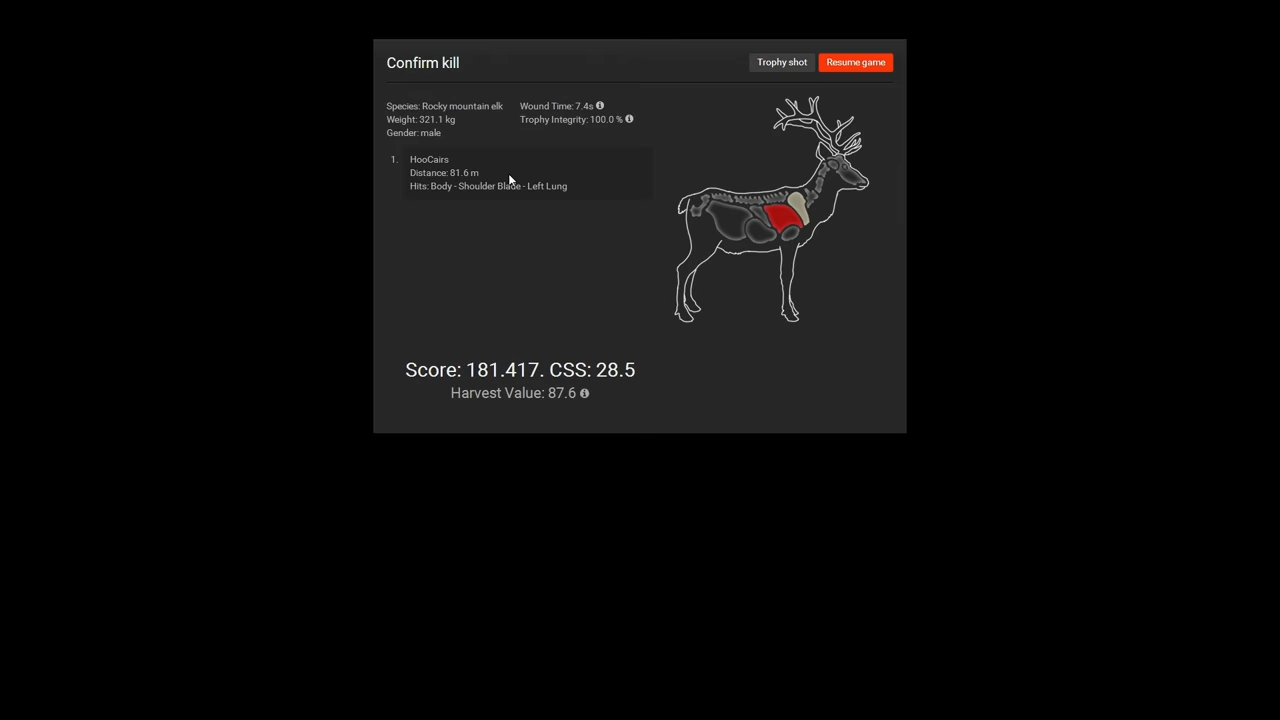 Confirm kill
Trophy shot
Resume game
Species: Rocky mountain elk
Weight: 321.1 kg
Gender: male
Wound Time: 7.4s
Trophy Integrity: 100.0 %
1.
HooCairs
Distance: 81.6 m
Hits: Body - Shoulder Blade - Left Lung
Score: 181.417. CSS: 28.5
Harvest Value: 87.6